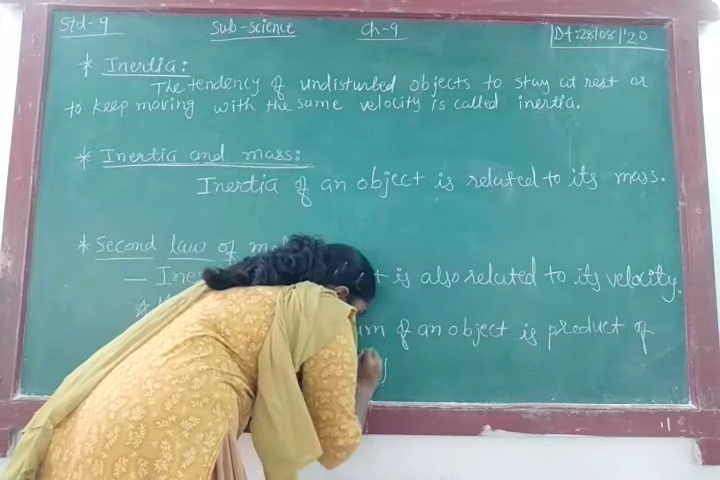 Std-9 Sub-science Ch-9 Dt:28/08/'20
* Inertia:
The tendency of undisturbed objects to stay at rest or
to keep moving with the same velocity is called inertia.
* Inertia and mass:
Inertia of an object is related to its mass.
* Second law of
is also related to its velocity.
of an object is product of